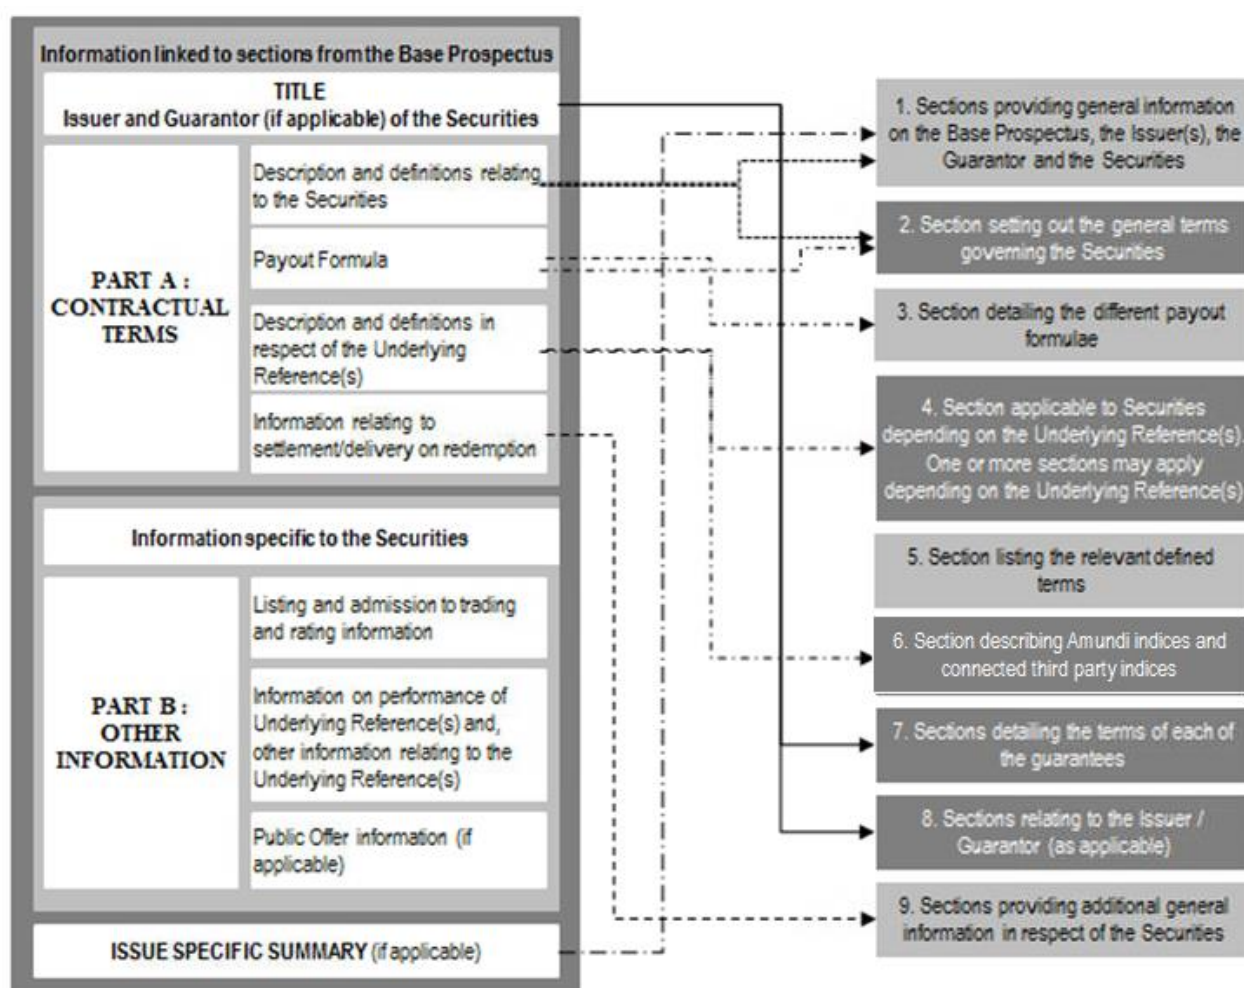 Information linked to sections from the Base Prospectus
TITLE
Issuer and Guarantor (if applicable) of the Securities
PART A :
CONTRACTUAL
TERMS
Description and definitions relating
to the Securities
Payout Formula
Description and definitions in
respect of the Underlying
Reference(s)
Information relating to
settlement/delivery on redemption
Information specific to the Securities
PART B :
OTHER
INFORMATION
Listing and admission to trading
and rating information
Information on performance of
Underlying Reference(s) and,
other information relating to the
Underlying Reference(s)
Public Offer information (if
applicable)
ISSUE SPECIFIC SUMMARY (if applicable)
1. Sections providing general information
on the Base Prospectus, the Issuer(s), the
Guarantor and the Securities
2. Section setting out the general terms
governing the Securities
3. Section detailing the different payout
formulae
4. Section applicable to Securities
depending on the Underlying Reference(s).
One or more sections may apply
depending on the Underlying Reference(s)
5. Section listing the relevant defined
terms
6. Section describing Amundi indices and
connected third party indices
7. Sections detailing the terms of each of
the guarantees
8. Sections relating to the Issuer /
Guarantor (as applicable)
9. Sections providing additional general
information in respect of the Securities